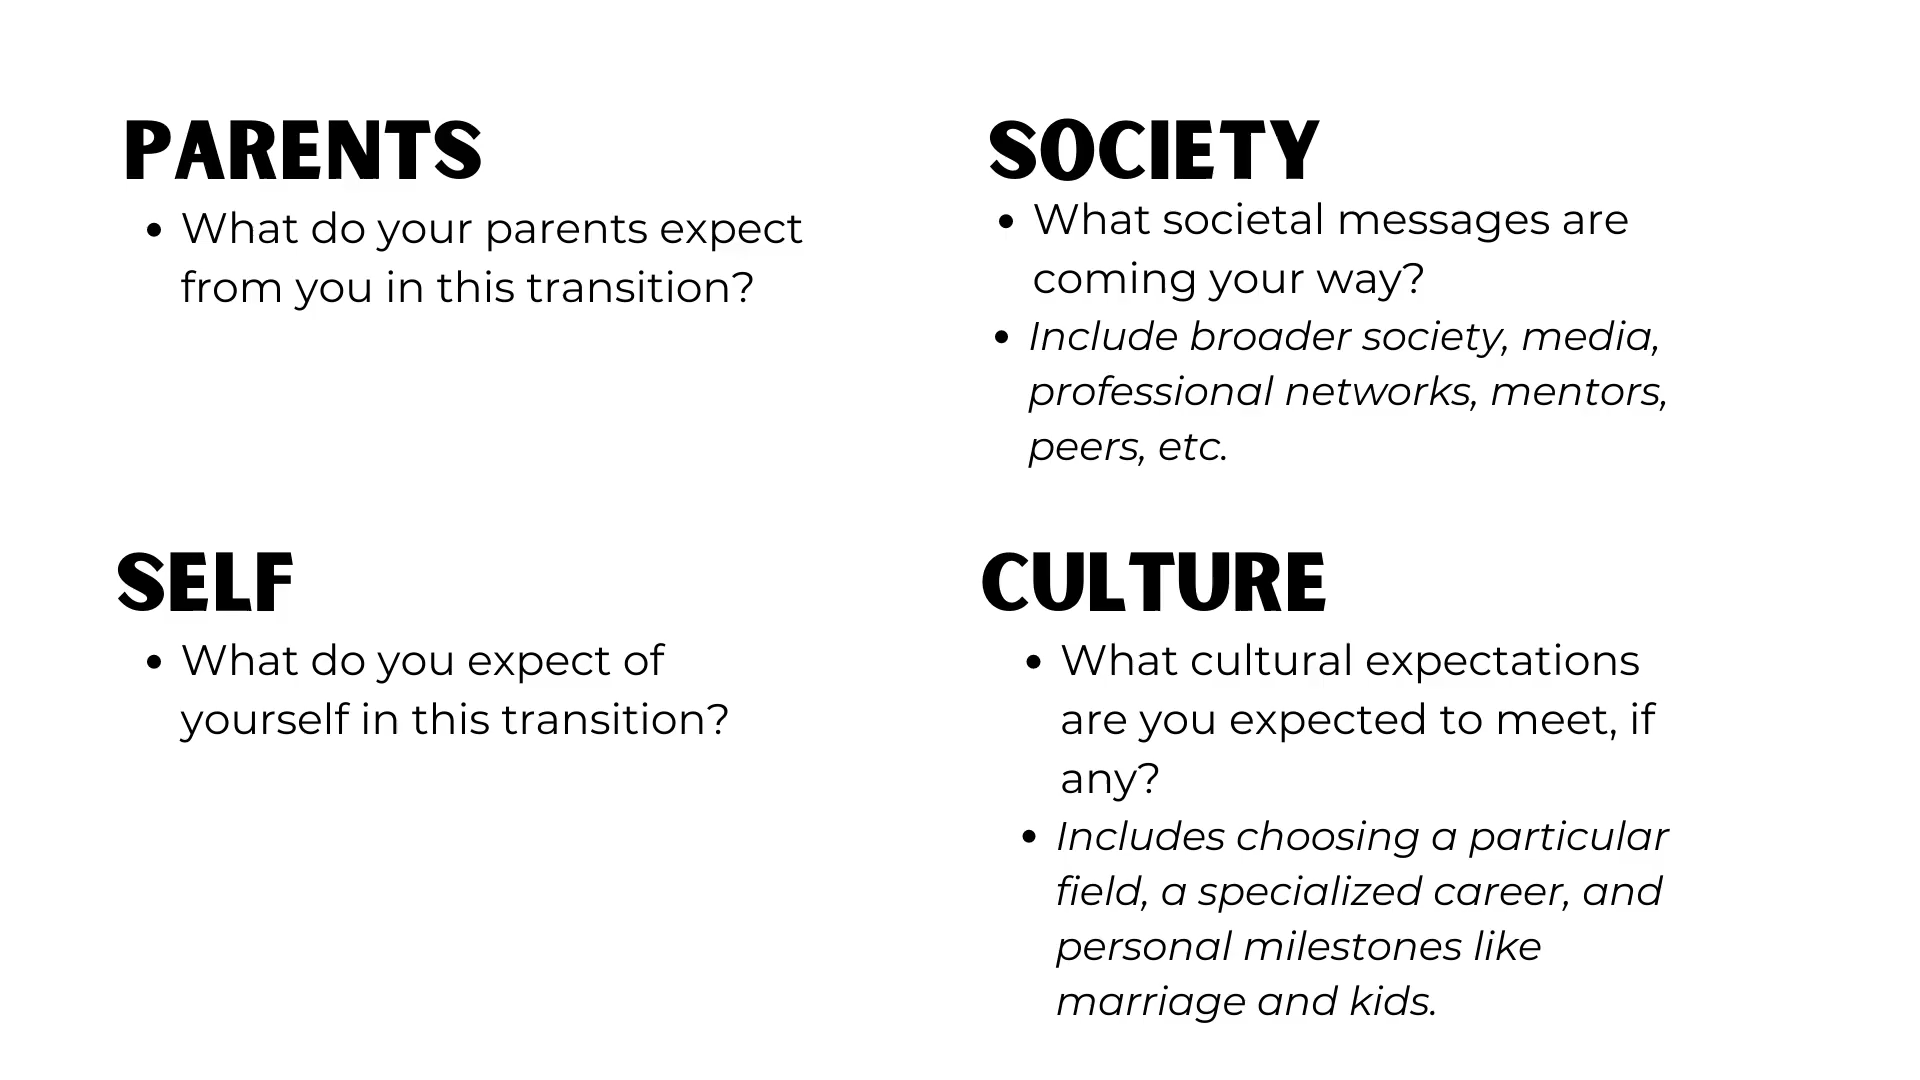 PARENTS
• What do your parents expect
from you in this transition?
SOCIETY
• What societal messages are
coming your way?
• Include broader society, media,
professional networks, mentors,
peers, etc.
SELF
• What do you expect of
yourself in this transition?
CULTURE
• What cultural expectations
are you expected to meet, if
any?
• Includes choosing a particular
field, a specialized career, and
personal milestones like
marriage and kids.